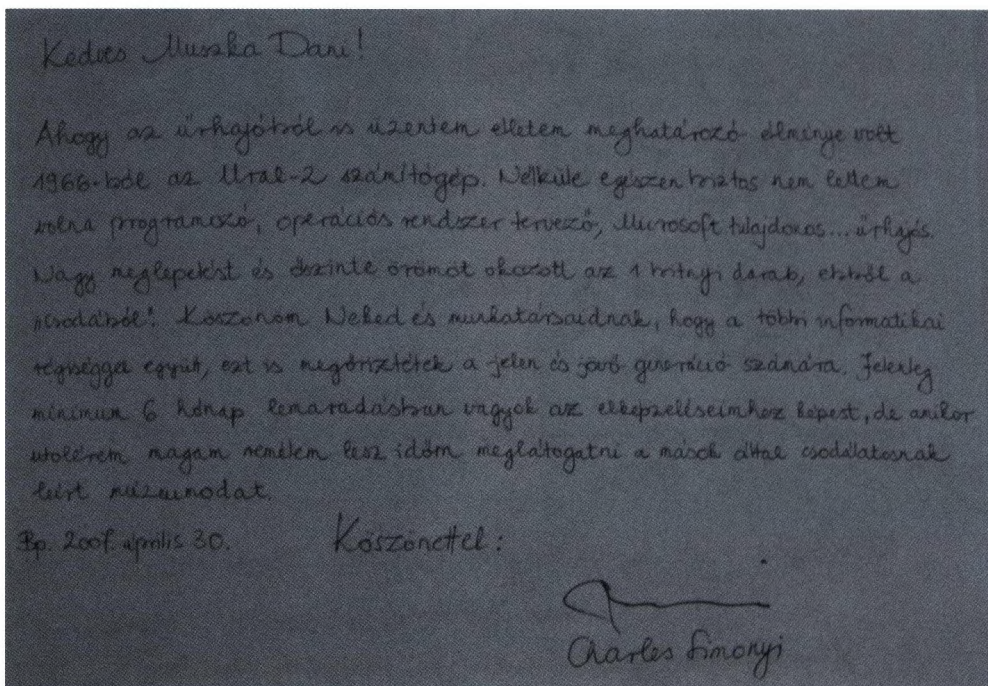 Kedves Muszka Dani!
Ahogy az űrhajóról is üzentem életem meghatározó élménye volt
1966-ból az Ural-2 számítógép. Nélküle egészen biztos nem lettem
volna programozó, operációs rendszer tervező, Microsoft tulajdonos... űrhajós.
Nagy meglepetést és őszinte örömöt okozott az 1 bitnyi darab, ebből a
csodából! Köszönöm Neked és munkatársaidnak, hogy a többi informatikai
régiséggel együtt, ezt is megőriztétek a jelen és jövő generáció számára. Jelenleg
minimum 6 hónap lemaradásban vagyok az elképzeléseimhez képest, de amikor
utolérem magam remélem lesz időm meglátogatni a mások által csodálatosnak
leírt múzeumodat.
Bp. április 30. Köszönettel:
Charles Simonyi